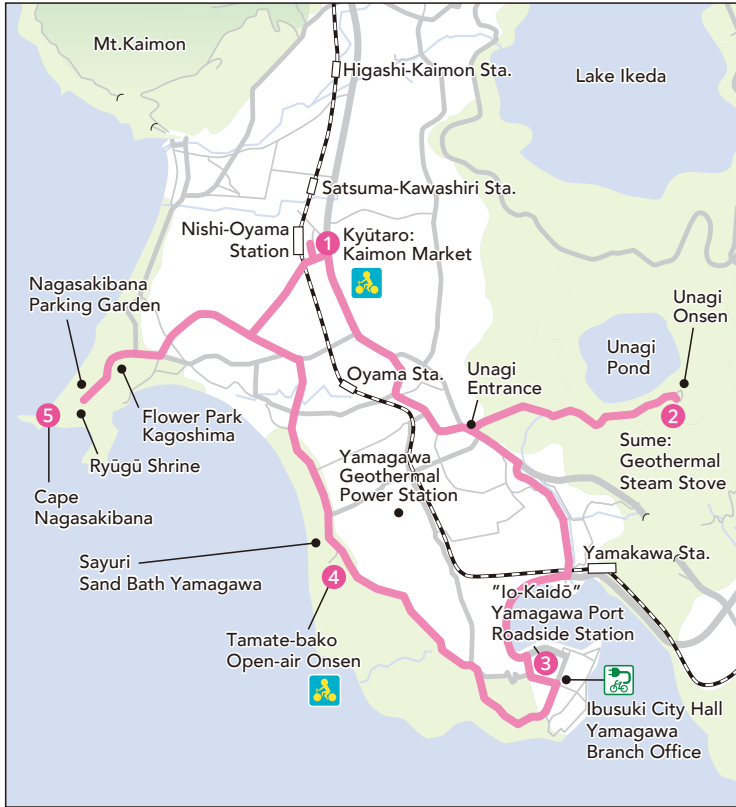 Mt.Kaimon
Higashi-Kaimon Sta.
Lake Ikeda
Satsuma-Kawashiri Sta.
Nishi-Oyama
Station
1
Kyūtaro:
Kaimon Market
Nagasakibana
Parking Garden
Unagi
Onsen
Unagi
Pond
Oyama Sta.
Unagi
Entrance
5
Flower Park
Kagoshima
2
Ryūgū Shrine
Sume:
Geothermal
Steam Stove
Yamagawa
Geothermal
Power Station
Cape
Nagasakibana
Sayuri
Sand Bath Yamagawa
Yamakawa Sta.
4
"Io-Kaidō"
Yamagawa Port
Roadside Station
3
Tamate-bako
Open-air Onsen
Ibusuki City Hall
Yamagawa
Branch Office